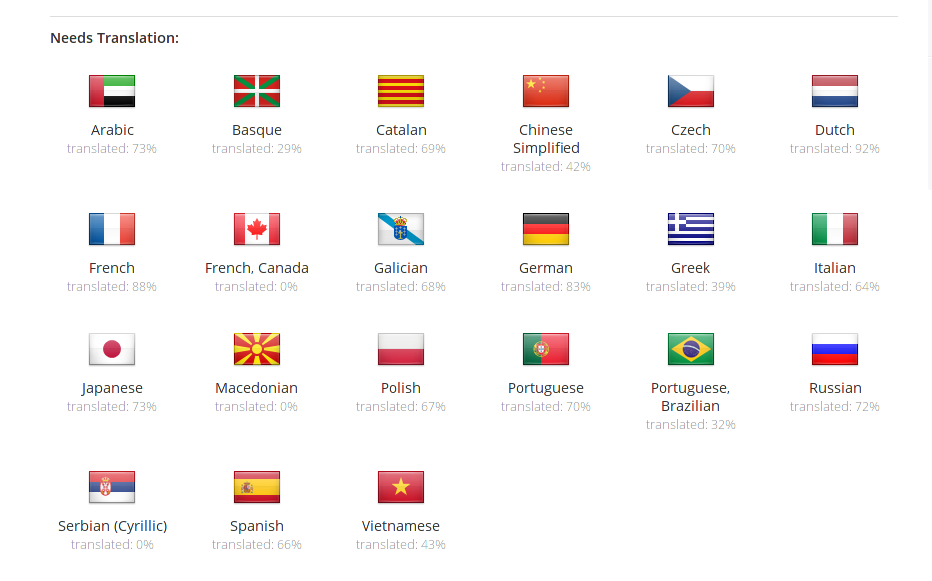 Needs Translation:
Arabic
translated: 73%
Basque
translated: 29%
Catalan
translated: 69%
Chinese
Simplified
translated: 42%
Czech
translated: 70%
Dutch
translated: 92%
French
translated: 88%
French, Canada
translated: 0%
Galician
translated: 68%
German
translated: 83%
Greek
translated: 39%
Italian
translated: 64%
Japanese
translated: 73%
Macedonian
translated: 0%
Polish
translated: 67%
Portuguese
translated: 70%
Portuguese,
Brazilian
translated: 32%
Russian
translated: 72%
Serbian (Cyrillic)
translated: 0%
Spanish
translated: 66%
Vietnamese
translated: 43%